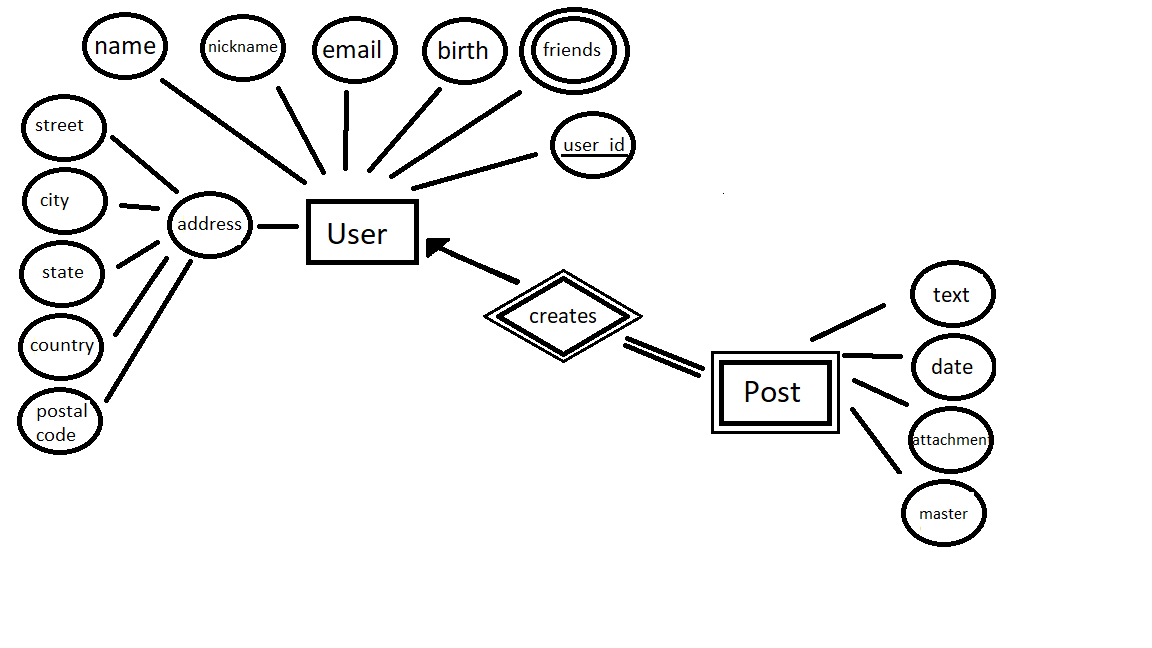 name
nickname
email
birth
friends
street
user_id
city
address
User
state
text
creates
country
date
Post
postal
code
attachment
master